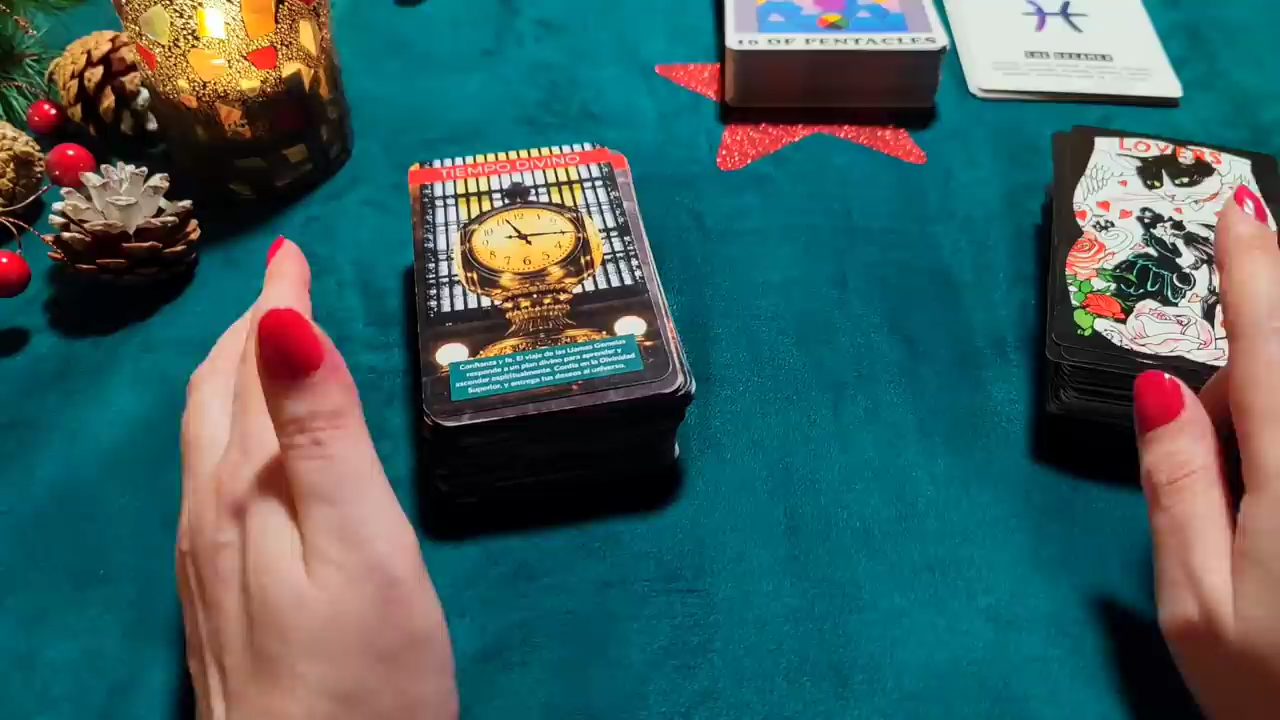 10 OF PENTACLES
THE DREAMER
LOVERS
TIEMPO DIVINO
12
Confianza y fe. El viaje de las Llamas Gemelas
responde a un plan divino para aprender y
ascender espiritualmente. Confía en la Divinidad
Superior, y entrega tus deseos al universo.